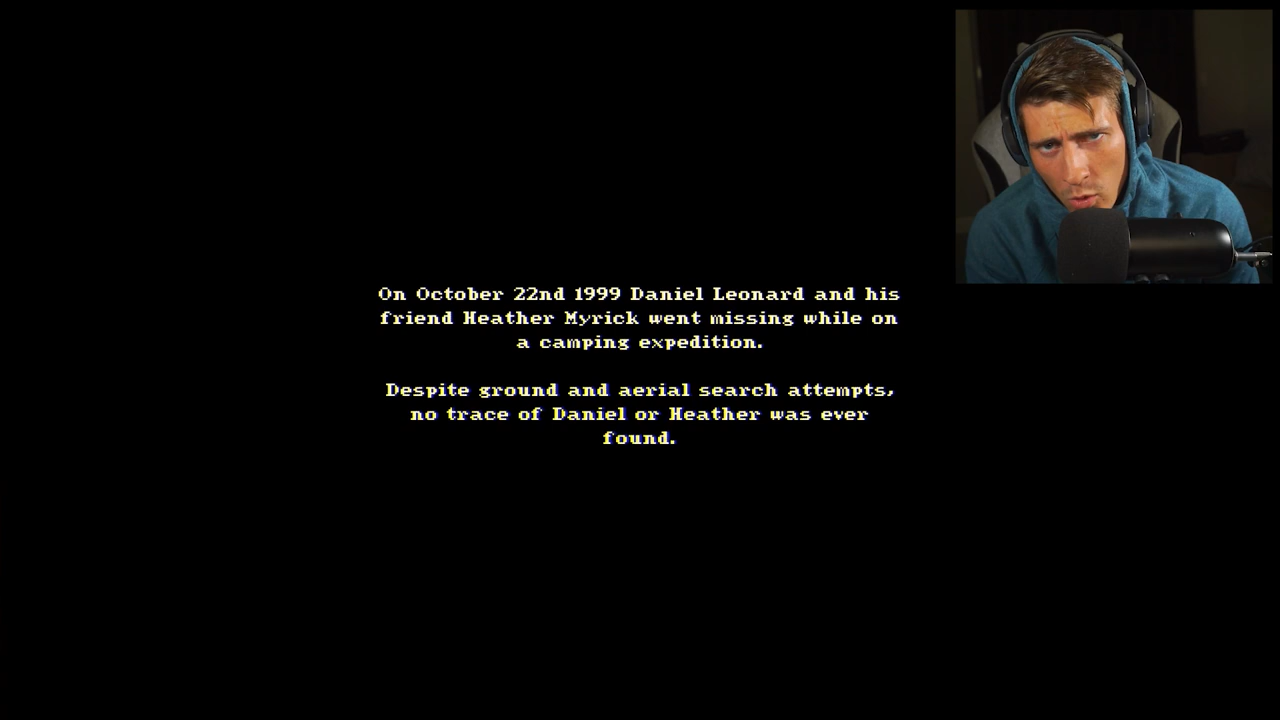 On October 22nd 1999 Daniel Leonard and his
friend Heather Myrick went missing while on
a camping expedition.
Despite ground and aerial search attempts,
no trace of Daniel or Heather was ever
found.